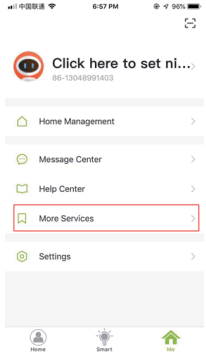 中国联通
6:57 PM
96%
Click here to set ni...
86-13048991403
Home Management
Message Center
Help Center
More Services
Settings
Home
Smart
Me